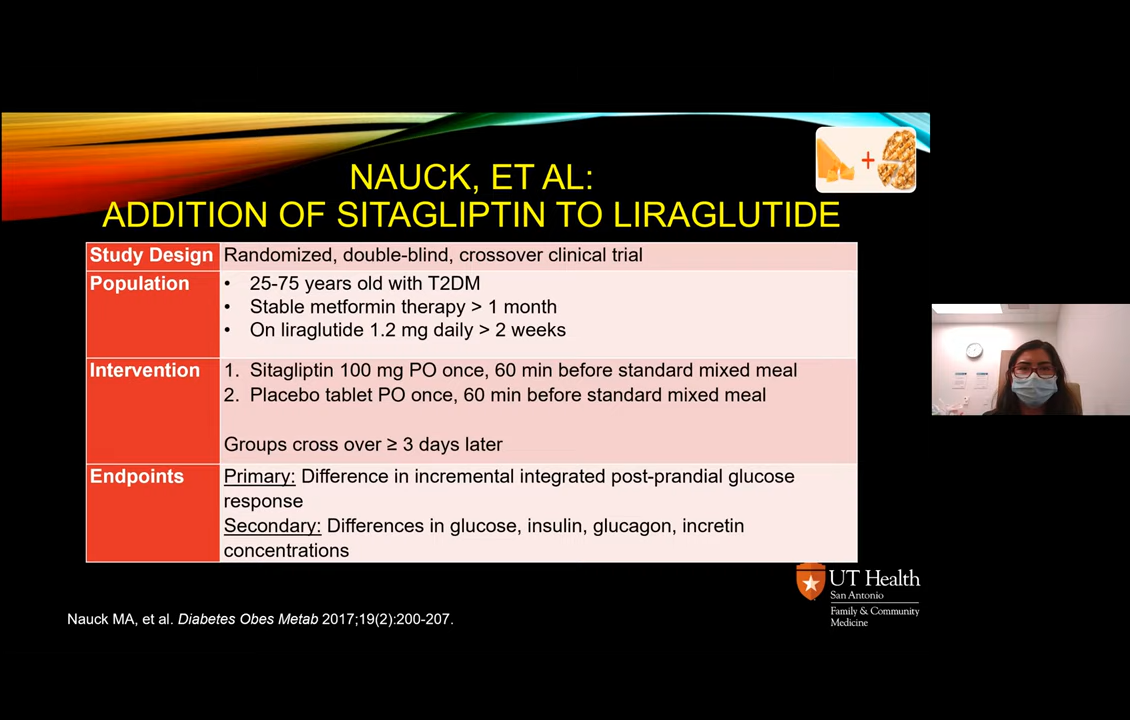 NAUCK, ET AL:
ADDITION OF SITAGLIPTIN TO LIRAGLUTIDE
Study Design Randomized, double-blind, crossover clinical trial
Population • 25-75 years old with T2DM
• Stable metformin therapy > 1 month
• On liraglutide 1.2 mg daily > 2 weeks
Intervention 1. Sitagliptin 100 mg PO once, 60 min before standard mixed meal
2. Placebo tablet PO once, 60 min before standard mixed meal
Groups cross over ≥ 3 days later
Endpoints Primary: Difference in incremental integrated post-prandial glucose
response
Secondary: Differences in glucose, insulin, glucagon, incretin
concentrations
UT Health
San Antonio
Family & Community
Medicine
Nauck MA, et al. Diabetes Obes Metab 2017;19(2):200-207.